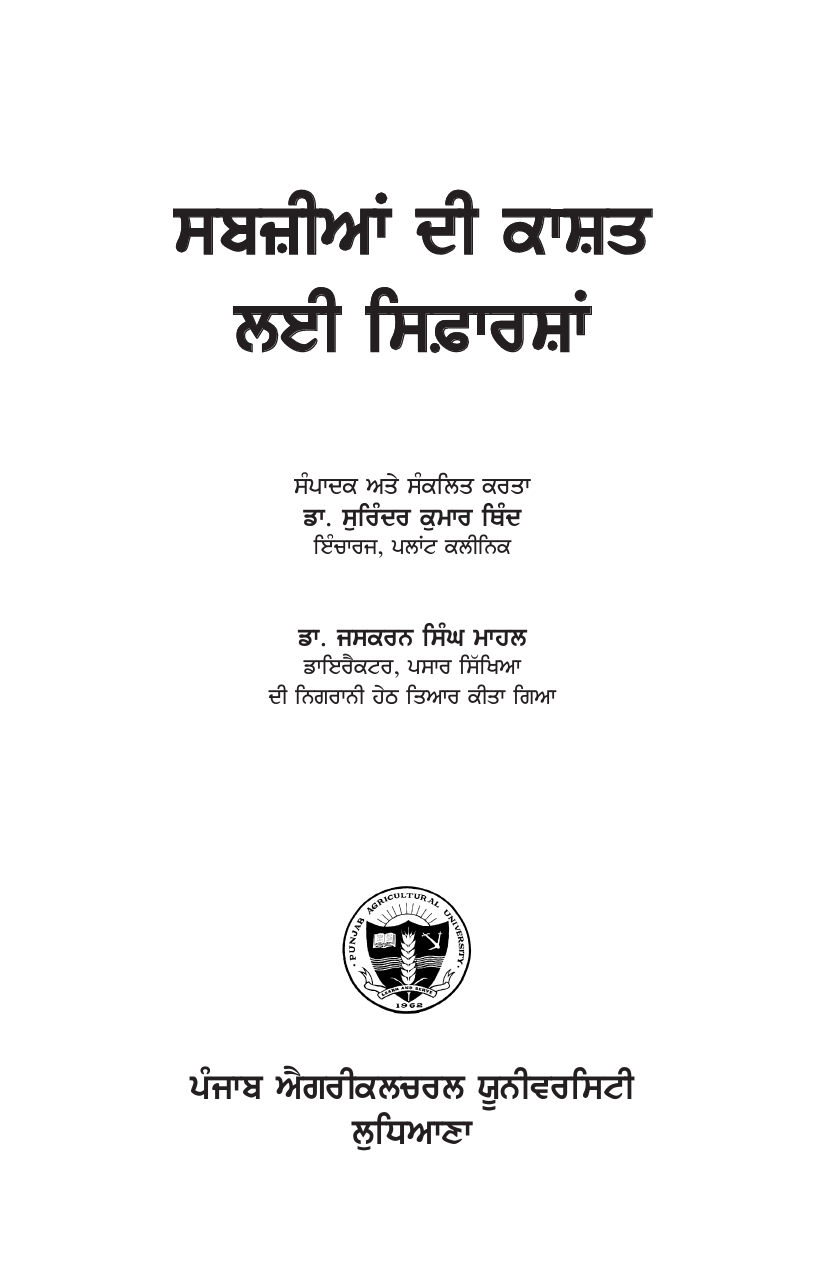 ਸਬਜ਼ੀਆਂ ਦੀ ਕਾਸ਼ਤ
ਲਈ ਸਿਫ਼ਾਰਸ਼ਾਂ
ਸੰਪਾਦਕ ਅਤੇ ਸੰਕਲਿਤ ਕਰਤਾ
ਡਾ. ਸੁਰਿੰਦਰ ਕੁਮਾਰ ਥਿੰਦ
ਇੰਚਾਰਜ, ਪਲਾਂਟ ਕਲੀਨਿਕ
ਡਾ. ਜਸਕਰਨ ਸਿੰਘ ਮਾਹਲ
ਡਾਇਰੈਕਟਰ, ਪਸਾਰ ਸਿੱਖਿਆ
ਦੀ ਨਿਗਰਾਨੀ ਹੇਠ ਤਿਆਰ ਕੀਤਾ ਗਿਆ
· PUNJAB AGRICULTURAL UNIVERSITY ·
LEARN AND SERVE
1962
ਪੰਜਾਬ ਐਗਰੀਕਲਚਰਲ ਯੂਨੀਵਰਸਿਟੀ
ਲੁਧਿਆਣਾ